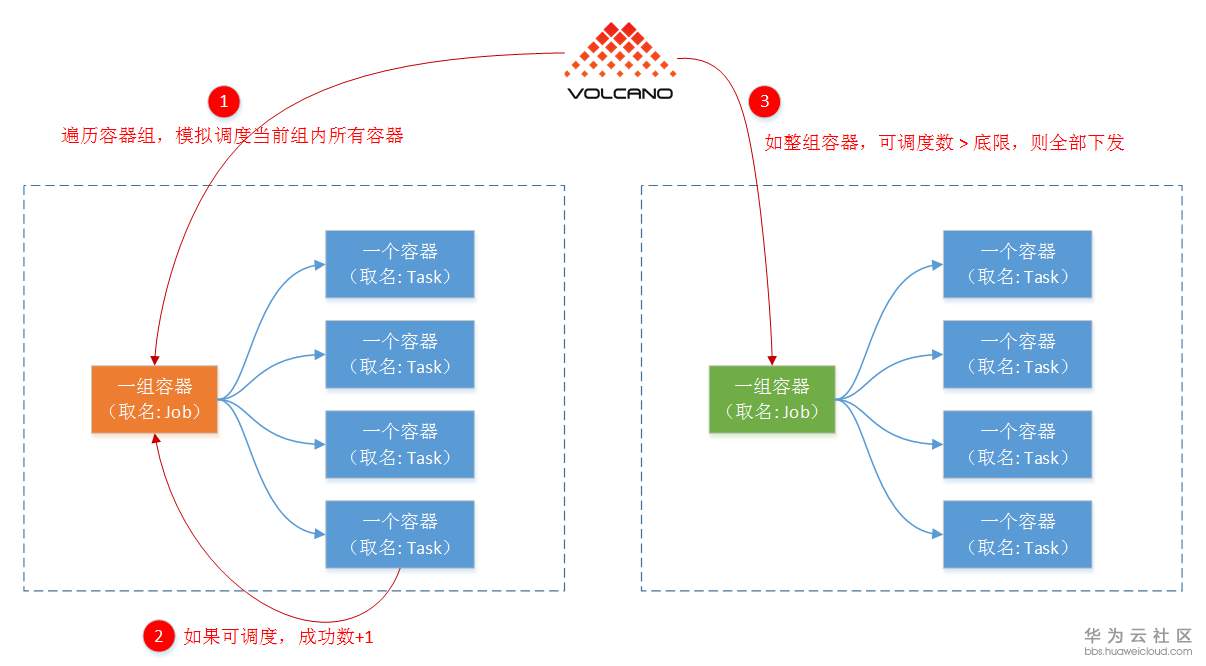 VOLCANO
1
遍历容器组，模拟调度当前组内所有容器
3
如整组容器，可调度数 > 底限，则全部下发
一个容器
（取名: Task）
一个容器
（取名: Task）
一组容器
（取名: Job）
一个容器
（取名: Task）
一个容器
（取名: Task）
2
如果可调度，成功数+1
一个容器
（取名: Task）
一个容器
（取名: Task）
一组容器
（取名: Job）
一个容器
（取名: Task）
一个容器
（取名: Task）
华为云社区
bbs.huaweicloud.com